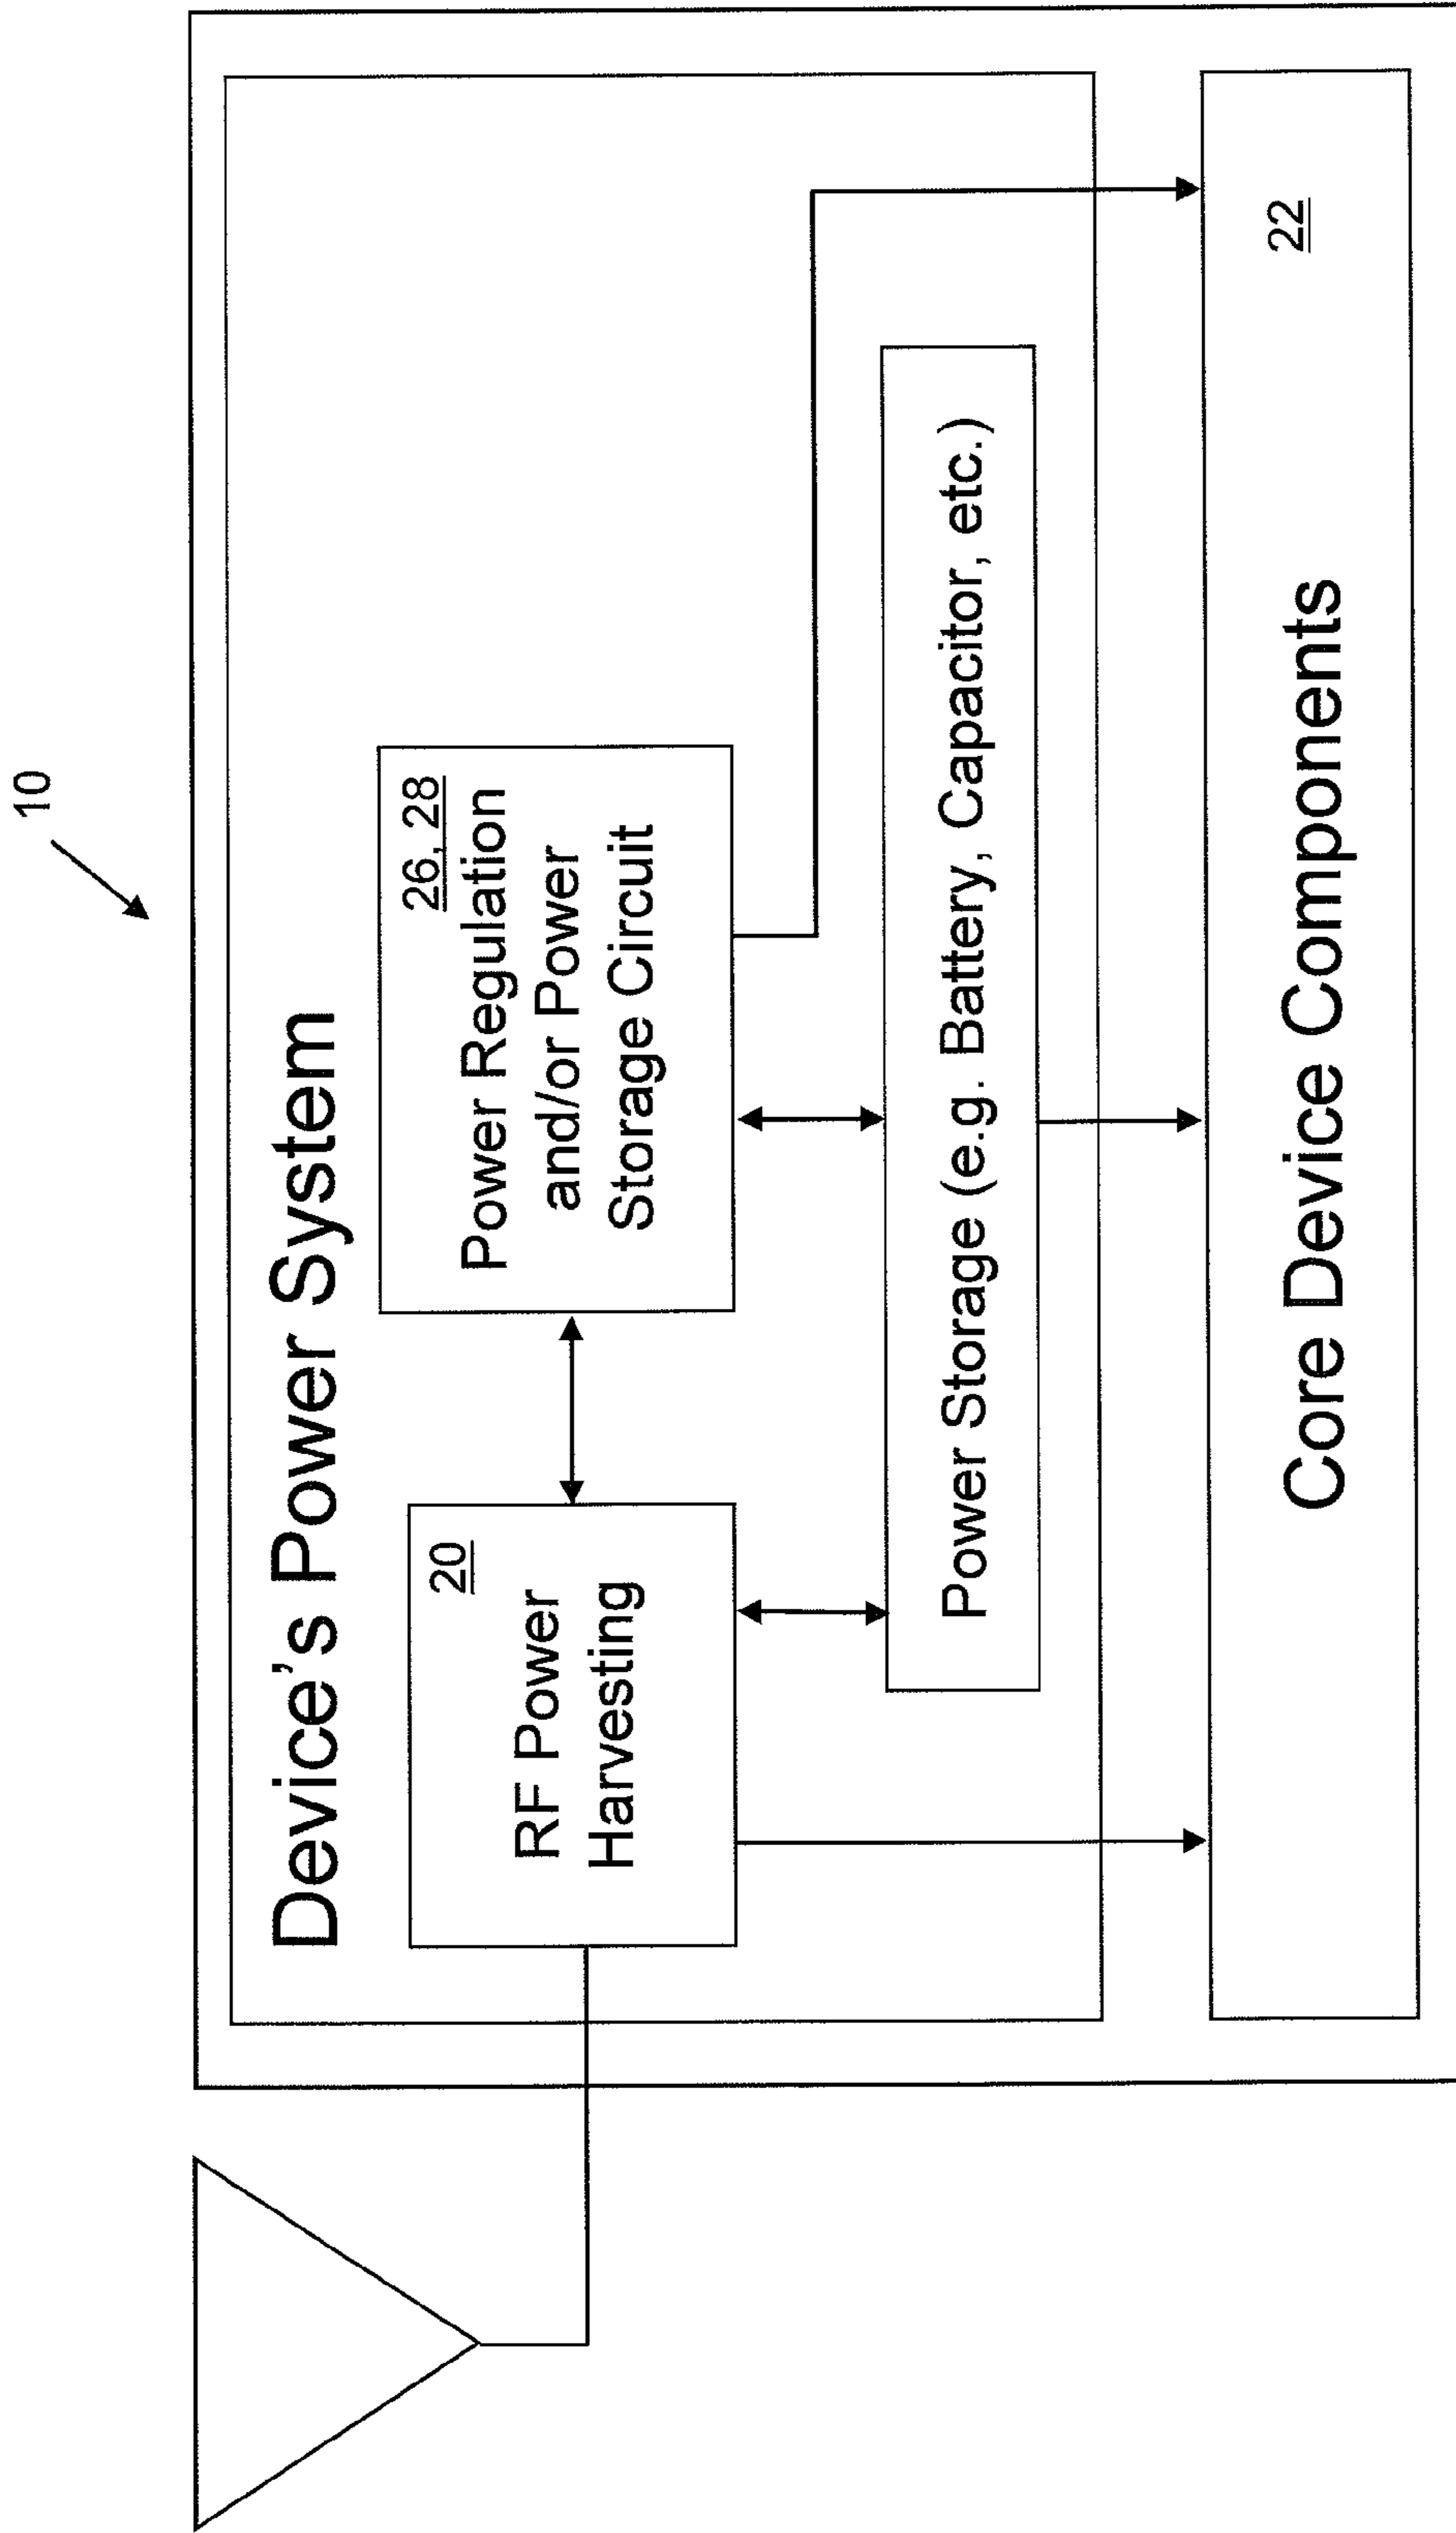 10
Device's Power System
20
RF Power
Harvesting
26, 28
Power Regulation
and/or Power
Storage Circuit
Power Storage (e.g. Battery, Capacitor, etc.)
22
Core Device Components